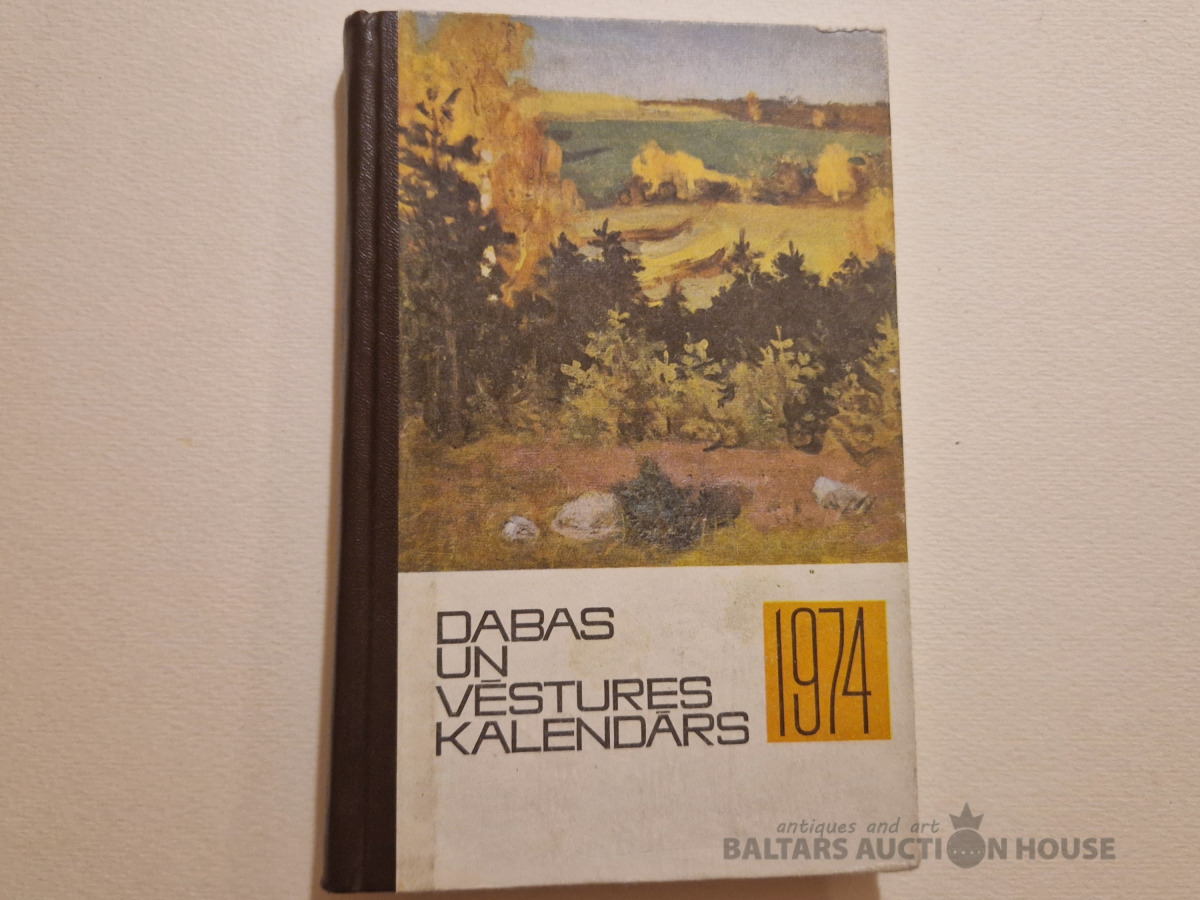 DABAS
UN
VĒSTURES
KALENDĀRS
1974
antiques and art
BALTARS AUCTION HOUSE